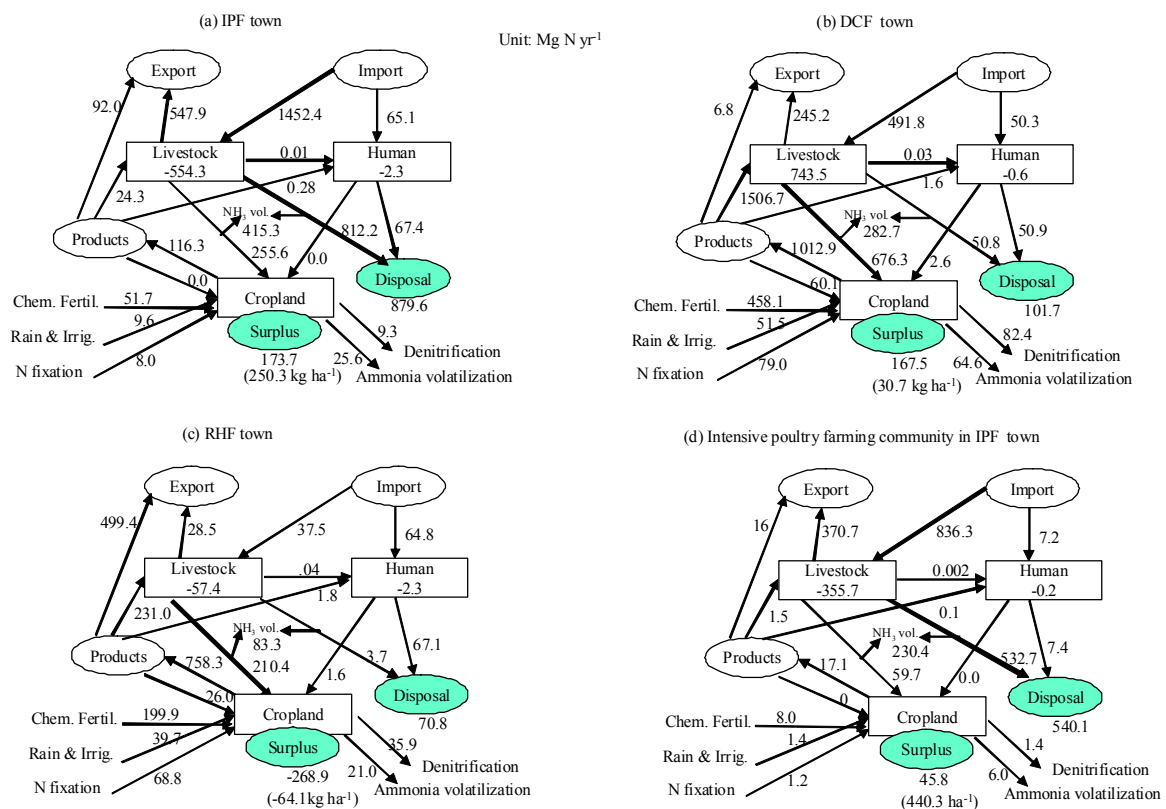 (a) IPF town
Unit: Mg N yr-1
Export
Import
92.0
547.9
1452.4
65.1
Livestock
-554.3
0.01
Human
-2.3
24.3
0.28
NH3 vol.
415.3
812.2
67.4
Products
116.3
255.6
0.0
Disposal
879.6
0.0
Cropland
Chem. Fertil.
51.7
Rain & Irrig.
9.6
Surplus
9.3
Denitrification
N fixation
8.0
173.7
25.6
(250.3 kg ha-1)
Ammonia volatilization
(b) DCF town
Export
Import
6.8
245.2
491.8
50.3
Livestock
743.5
0.03
Human
-0.6
1506.7
1.6
NH3 vol.
282.7
50.8
50.9
Products
1012.9
676.3
2.6
Disposal
101.7
60.1
Cropland
Chem. Fertil.
458.1
Rain & Irrig.
51.5
Surplus
82.4
Denitrification
N fixation
79.0
167.5
64.6
(30.7 kg ha-1)
Ammonia volatilization
(c) RHF town
Export
Import
499.4
28.5
37.5
64.8
Livestock
-57.4
.04
Human
-2.3
231.0
1.8
NH3 vol.
83.3
3.7
67.1
Products
758.3
210.4
1.6
Disposal
70.8
26.0
Cropland
Chem. Fertil.
199.9
Rain & Irrig.
39.7
Surplus
35.9
Denitrification
N fixation
68.8
-268.9
21.0
(-64.1kg ha-1)
Ammonia volatilization
(d) Intensive poultry farming community in IPF town
Export
Import
16
370.7
836.3
7.2
Livestock
-355.7
0.002
Human
-0.2
1.5
0.1
NH3 vol.
230.4
532.7
7.4
Products
17.1
59.7
0.0
Disposal
540.1
0
Cropland
Chem. Fertil.
8.0
Rain & Irrig.
1.4
Surplus
1.4
Denitrification
N fixation
1.2
45.8
6.0
(440.3 ha-1)
Ammonia volatilization